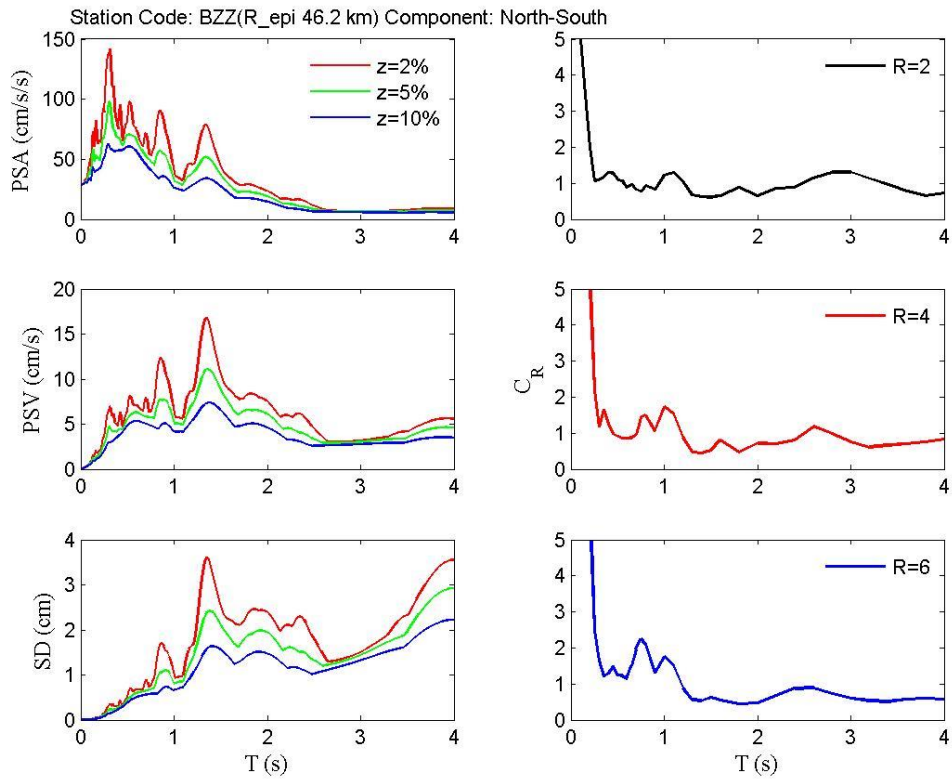 Station Code: BZZ(R_epi 46.2 km) Component: North-South
PSA (cm/s/s)
150
100
50
0
0 1 2 3 4
z=2%
z=5%
z=10%
5
4
3
2
1
0
0 1 2 3 4
R=2
PSV (cm/s)
20
15
10
5
0
0 1 2 3 4
C_R
5
4
3
2
1
0
0 1 2 3 4
R=4
SD (cm)
4
3
2
1
0
0 1 2 3 4
T (s)
5
4
3
2
1
0
0 1 2 3 4
T (s)
R=6